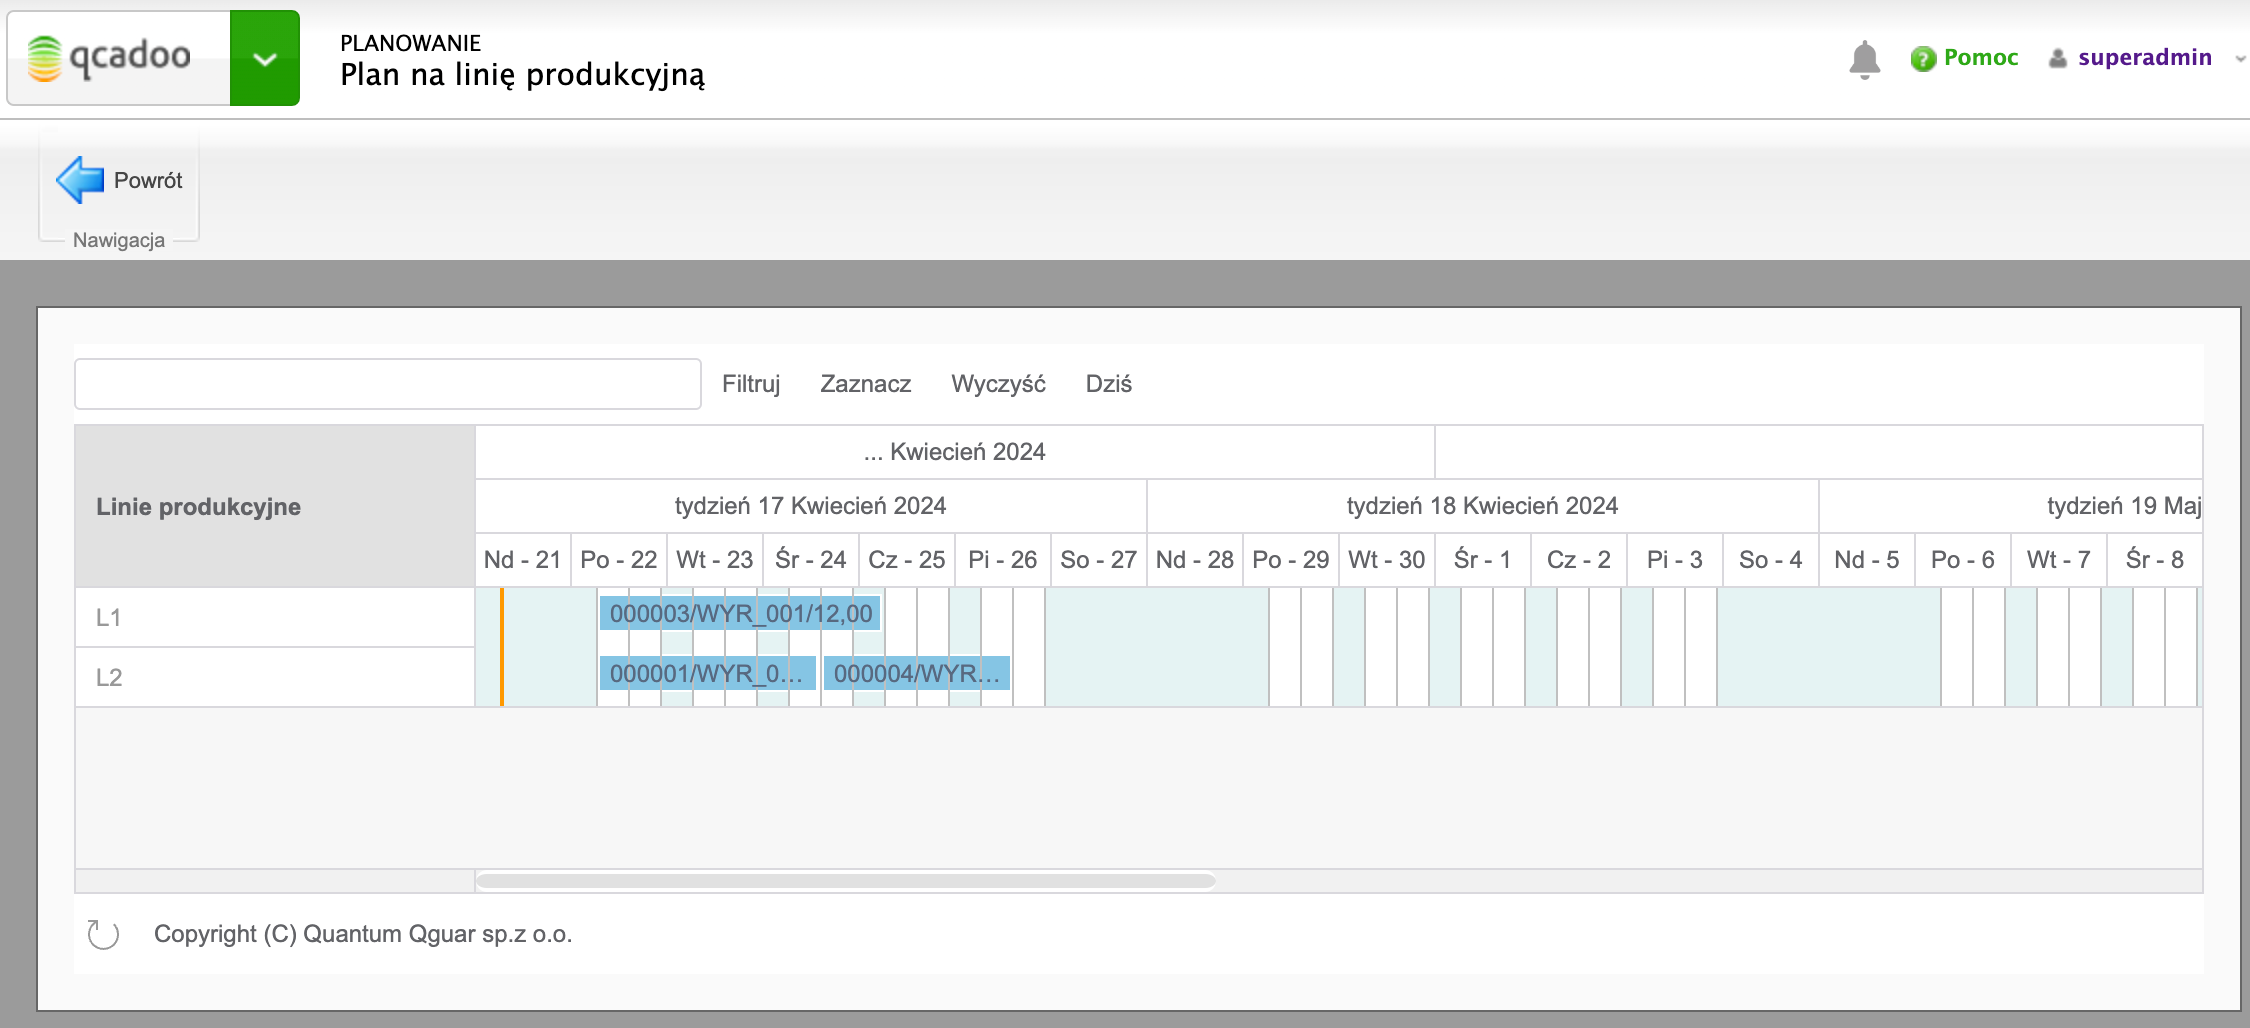 qcadoo
PLANOWANIE
Plan na linię produkcyjną
Pomoc
superadmin
Powrót
Nawigacja
Filtruj Zaznacz Wyczyść Dziś
Linie produkcyjne
... Kwiecień 2024
tydzień 17 Kwiecień 2024 tydzień 18 Kwiecień 2024 tydzień 19 Maj
Nd - 21 Po - 22 Wt - 23 Śr - 24 Cz - 25 Pi - 26 So - 27 Nd - 28 Po - 29 Wt - 30 Śr - 1 Cz - 2 Pi - 3 So - 4 Nd - 5 Po - 6 Wt - 7 Śr - 8
L1 000003/WYR_001/12,00
L2 000001/WYR_0... 000004/WYR...
Copyright (C) Quantum Qguar sp.z o.o.